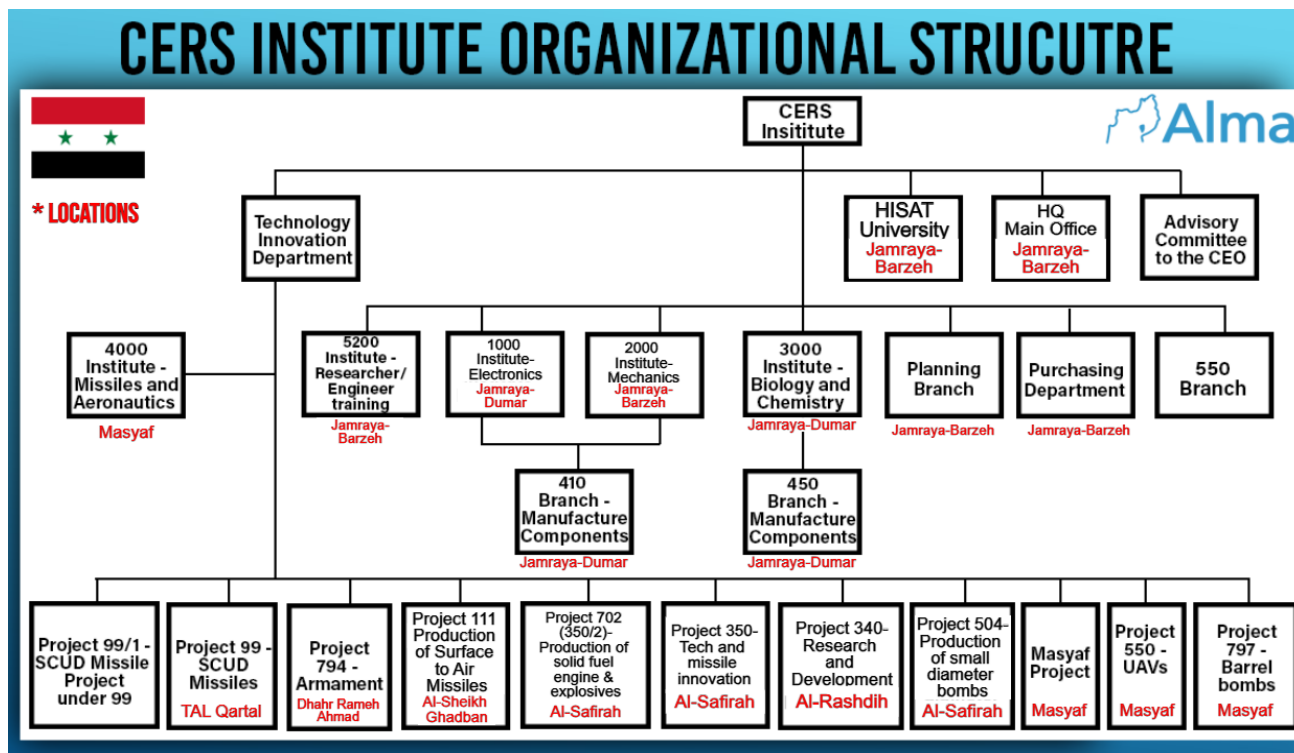 CERS INSTITUTE ORGANIZATIONAL STRUCUTRE
Alma
* LOCATIONS
CERS
Insititute
Technology
Innovation
Department
HISAT
University
Jamraya-
Barzeh
HQ
Main Office
Jamraya-
Barzeh
Advisory
Committee
to the CEO
4000
Institute -
Missiles and
Aeronautics
Masyaf
5200
Institute -
Researcher/
Engineer
training
Jamraya-
Barzeh
1000
Institute-
Electronics
Jamraya-
Dumar
2000
Institute-
Mechanics
Jamraya-
Barzeh
3000
Institute -
Biology and
Chemistry
Jamraya-Dumar
Planning
Branch
Jamraya-Barzeh
Purchasing
Department
Jamraya-Barzeh
550
Branch
410
Branch -
Manufacture
Components
Jamraya-Dumar
450
Branch -
Manufacture
Components
Jamraya-Dumar
Project 99/1 -
SCUD Missile
Project
under 99
Project 99 -
SCUD
Missiles
TAL Qartal
Project
794 -
Armament
Dhahr Rameh
Ahmad
Project 111
Production
of Surface
to Air
Missiles
Al-Sheikh
Ghadban
Project 702
(350/2)-
Production of
solid fuel
engine &
explosives
Al-Safirah
Project 350-
Tech and
missile
innovation
Al-Safirah
Project 340-
Research
and
Development
Al-Rashdih
Project 504-
Production
of small
diameter
bombs
Al-Safirah
Masyaf
Project
Masyaf
Project
550 -
UAVs
Masyaf
Project
797 -
Barrel
bombs
Masyaf